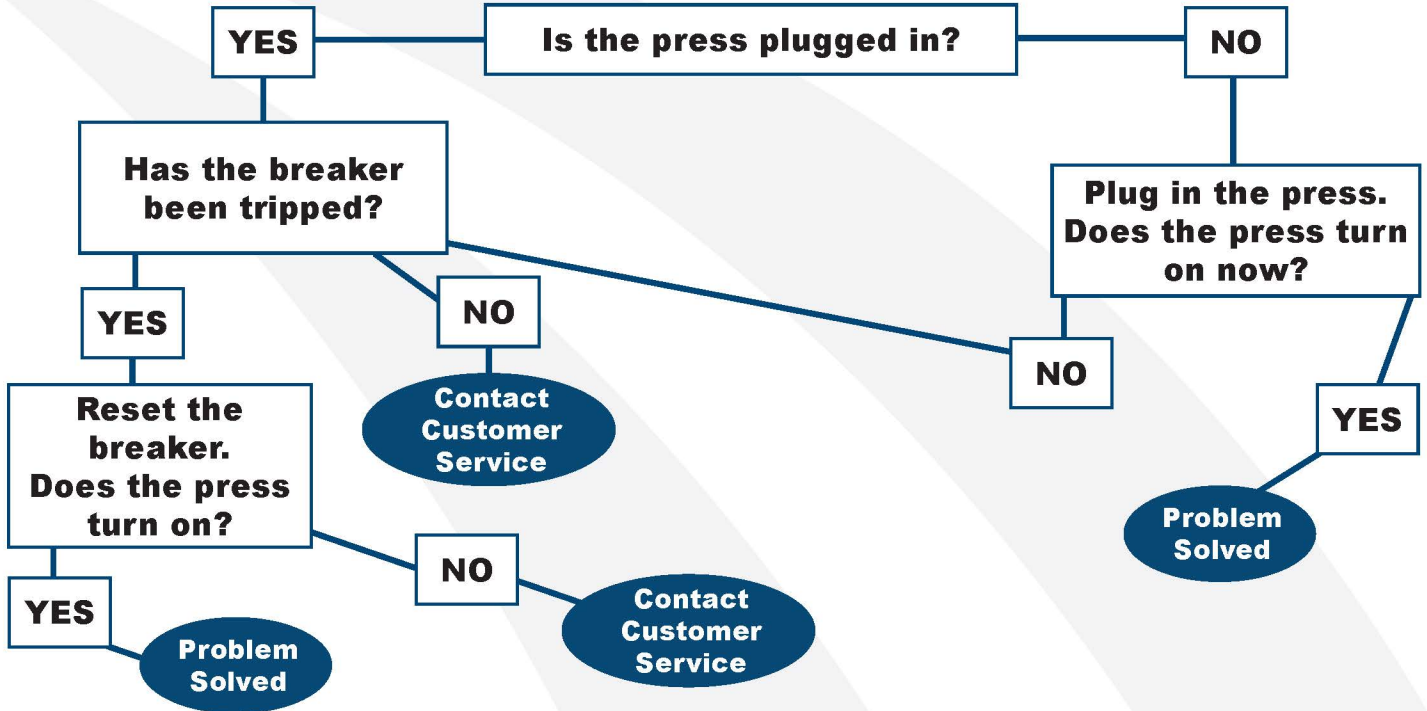 YES
Is the press plugged in?
NO
Has the breaker
been tripped?
Plug in the press.
Does the press turn
on now?
YES
NO
NO
YES
Reset the
breaker.
Does the press
turn on?
Contact
Customer
Service
Problem
Solved
YES
NO
Problem
Solved
Contact
Customer
Service